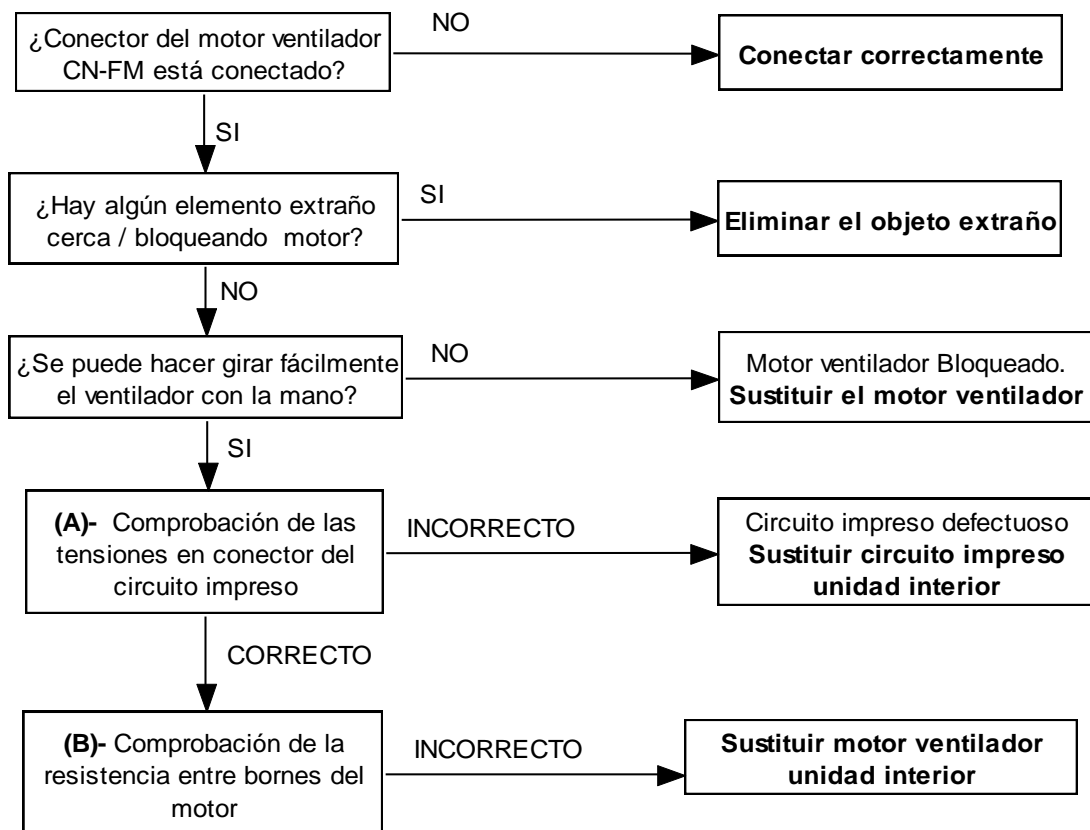 ¿Conector del motor ventilador
CN-FM está conectado?
NO
Conectar correctamente
SI
¿Hay algún elemento extraño
cerca / bloqueando motor?
SI
Eliminar el objeto extraño
NO
¿Se puede hacer girar fácilmente
el ventilador con la mano?
NO
Motor ventilador Bloqueado.
Sustituir el motor ventilador
SI
(A)- Comprobación de las
tensiones en conector del
circuito impreso
INCORRECTO
Circuito impreso defectuoso
Sustituir circuito impreso
unidad interior
CORRECTO
(B)- Comprobación de la
resistencia entre bornes del
motor
INCORRECTO
Sustituir motor ventilador
unidad interior